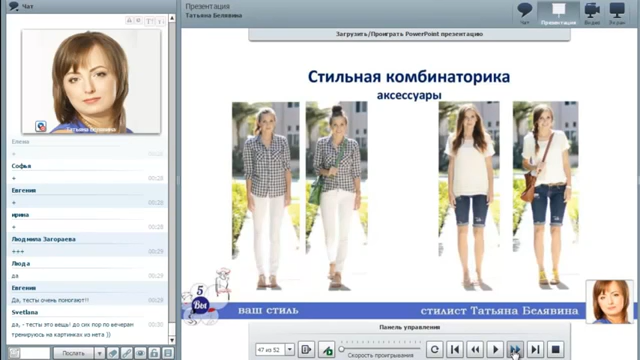 Чат
Презентация
Татьяна Белявина
Чат
Презентация
Видео
Экран
Загрузить/Проиграть PowerPoint презентацию
Татьяна Белявина
Елена
+
Софья
+ 00:28
Евгения
+ 00:28
ирина
+ 00:28
Людмила Загораева
+++ 00:29
Люда
да 00:29
Евгения
Да, тесты очень помогают!! 00:29
Svetlana
да, - тесты это вещь! до сих пор по вечерам
тренируюсь на картинках из нета ))
Послать
Стильная комбинаторика
аксессуары
5
Вы
ваш стиль
стилист Татьяна Белявина
Панель управления
47 из 52
Скорость проигрывания